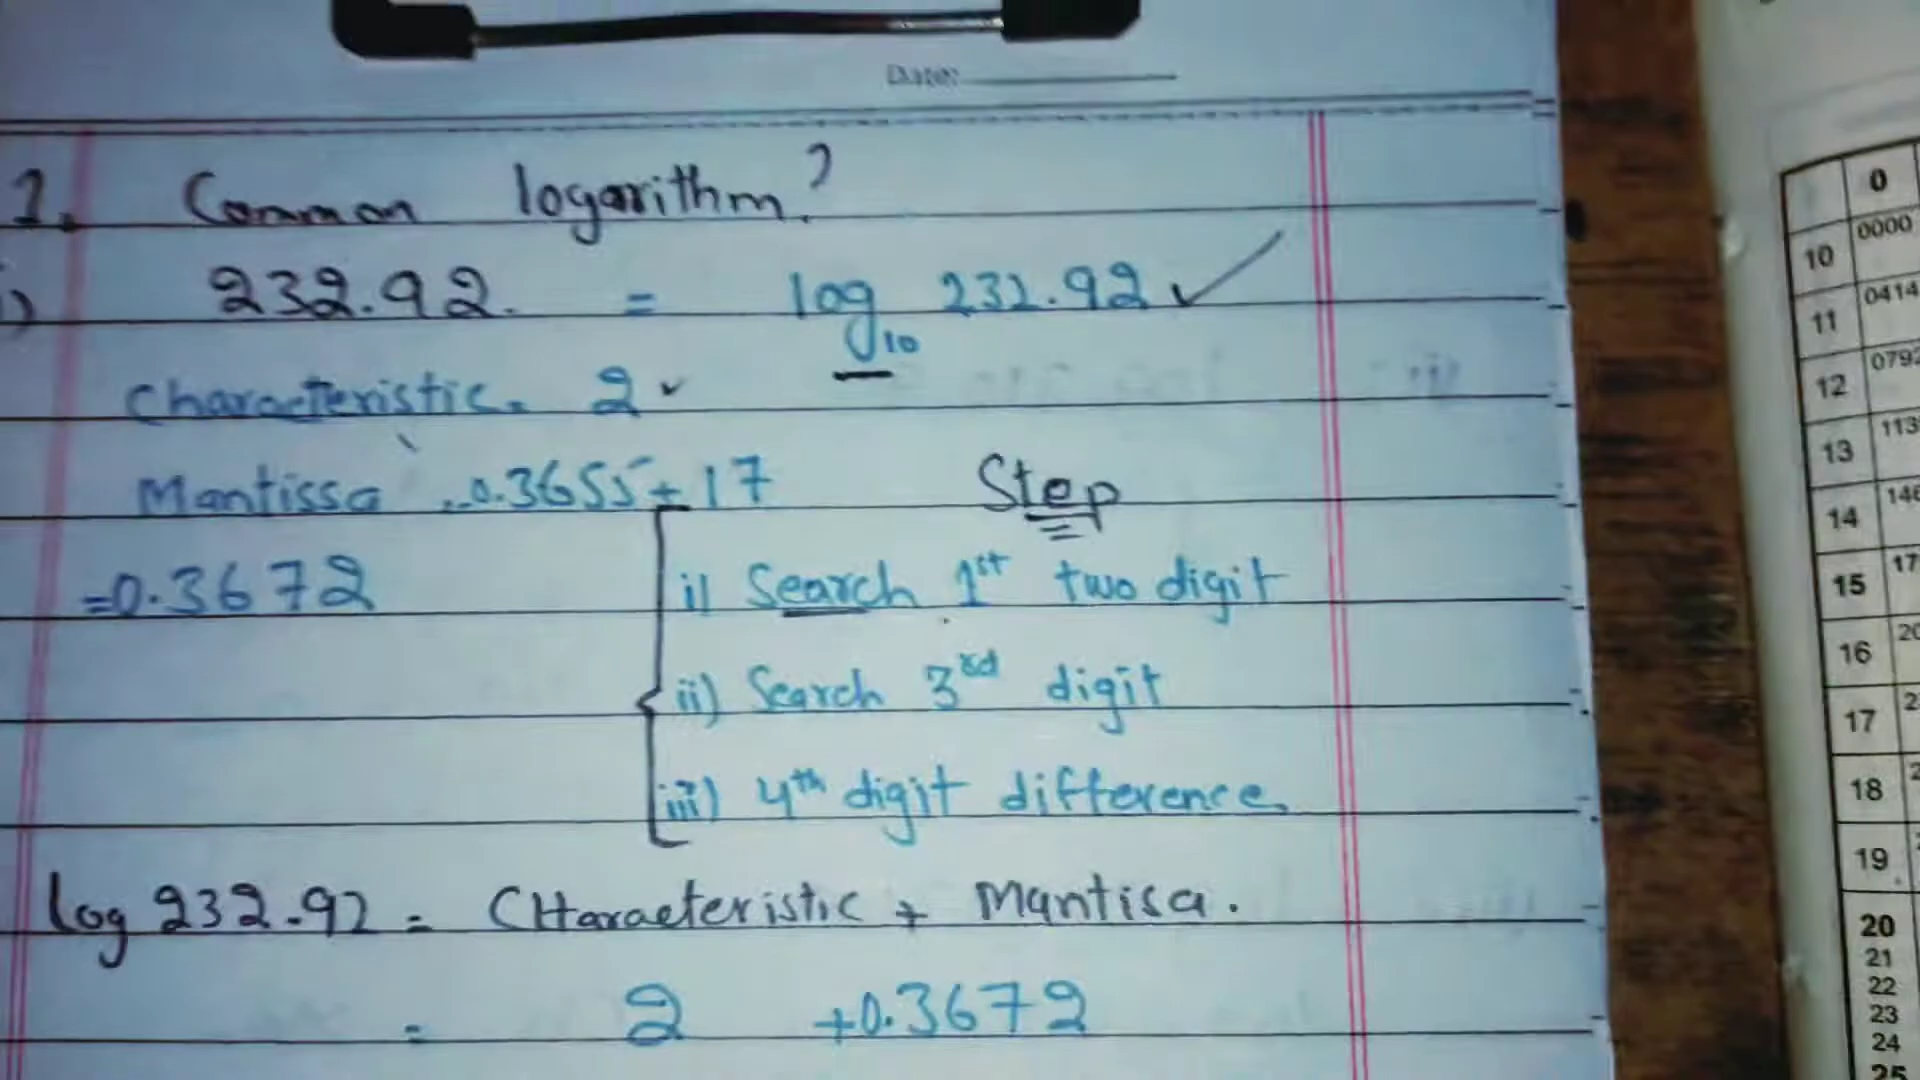 Date:
1. Common logarithm?
i) 232.92. = log10 232.92 ✓
Characteristic. 2 ✓
Mantissa 0.3655 + 17
Step
=0.3672
i) Search 1st two digit
ii) Search 3rd digit
iii) 4th digit difference
log 232.92 = CHaracteristic + Mantisa.
= 2 +0.3672
0
10 0000
11 0414
12
13
14
15
16
17
18
19
20
21
22
23
24
25